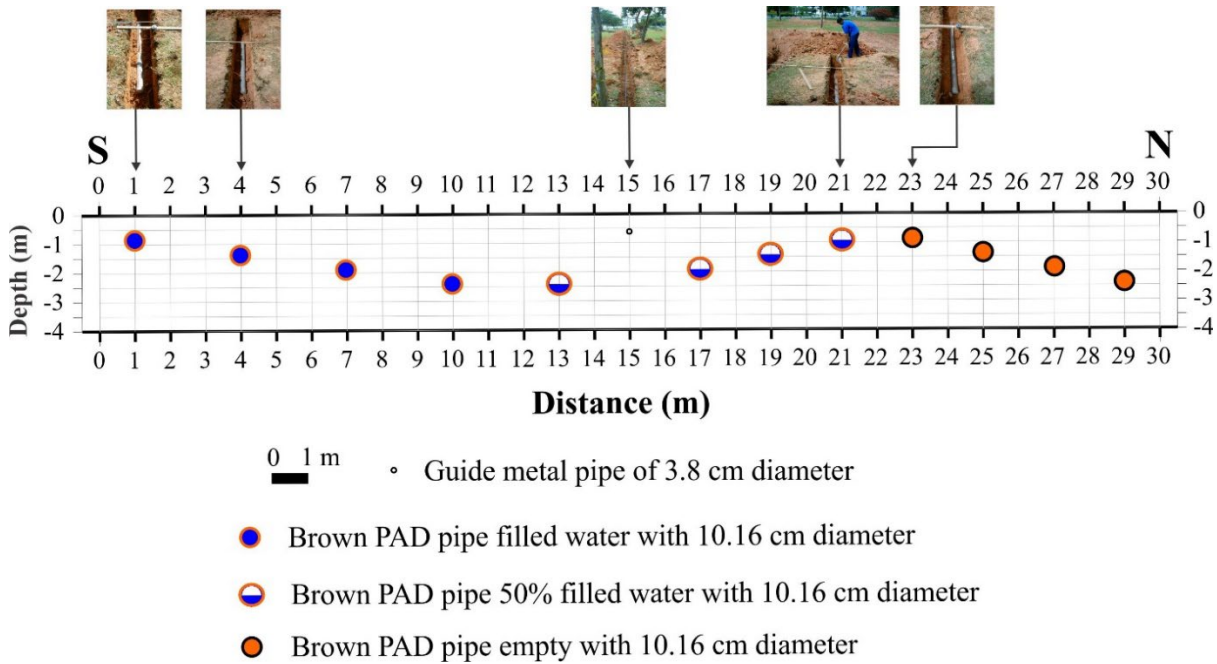 S N
0 1 2 3 4 5 6 7 8 9 10 11 12 13 14 15 16 17 18 19 20 21 22 23 24 25 26 27 28 29 30
0 0
-1 -1
-2 -2
-3 -3
-4 -4
Depth (m)
0 1 2 3 4 5 6 7 8 9 10 11 12 13 14 15 16 17 18 19 20 21 22 23 24 25 26 27 28 29 30
Distance (m)
0 1 m
Guide metal pipe of 3.8 cm diameter
Brown PAD pipe filled water with 10.16 cm diameter
Brown PAD pipe 50% filled water with 10.16 cm diameter
Brown PAD pipe empty with 10.16 cm diameter